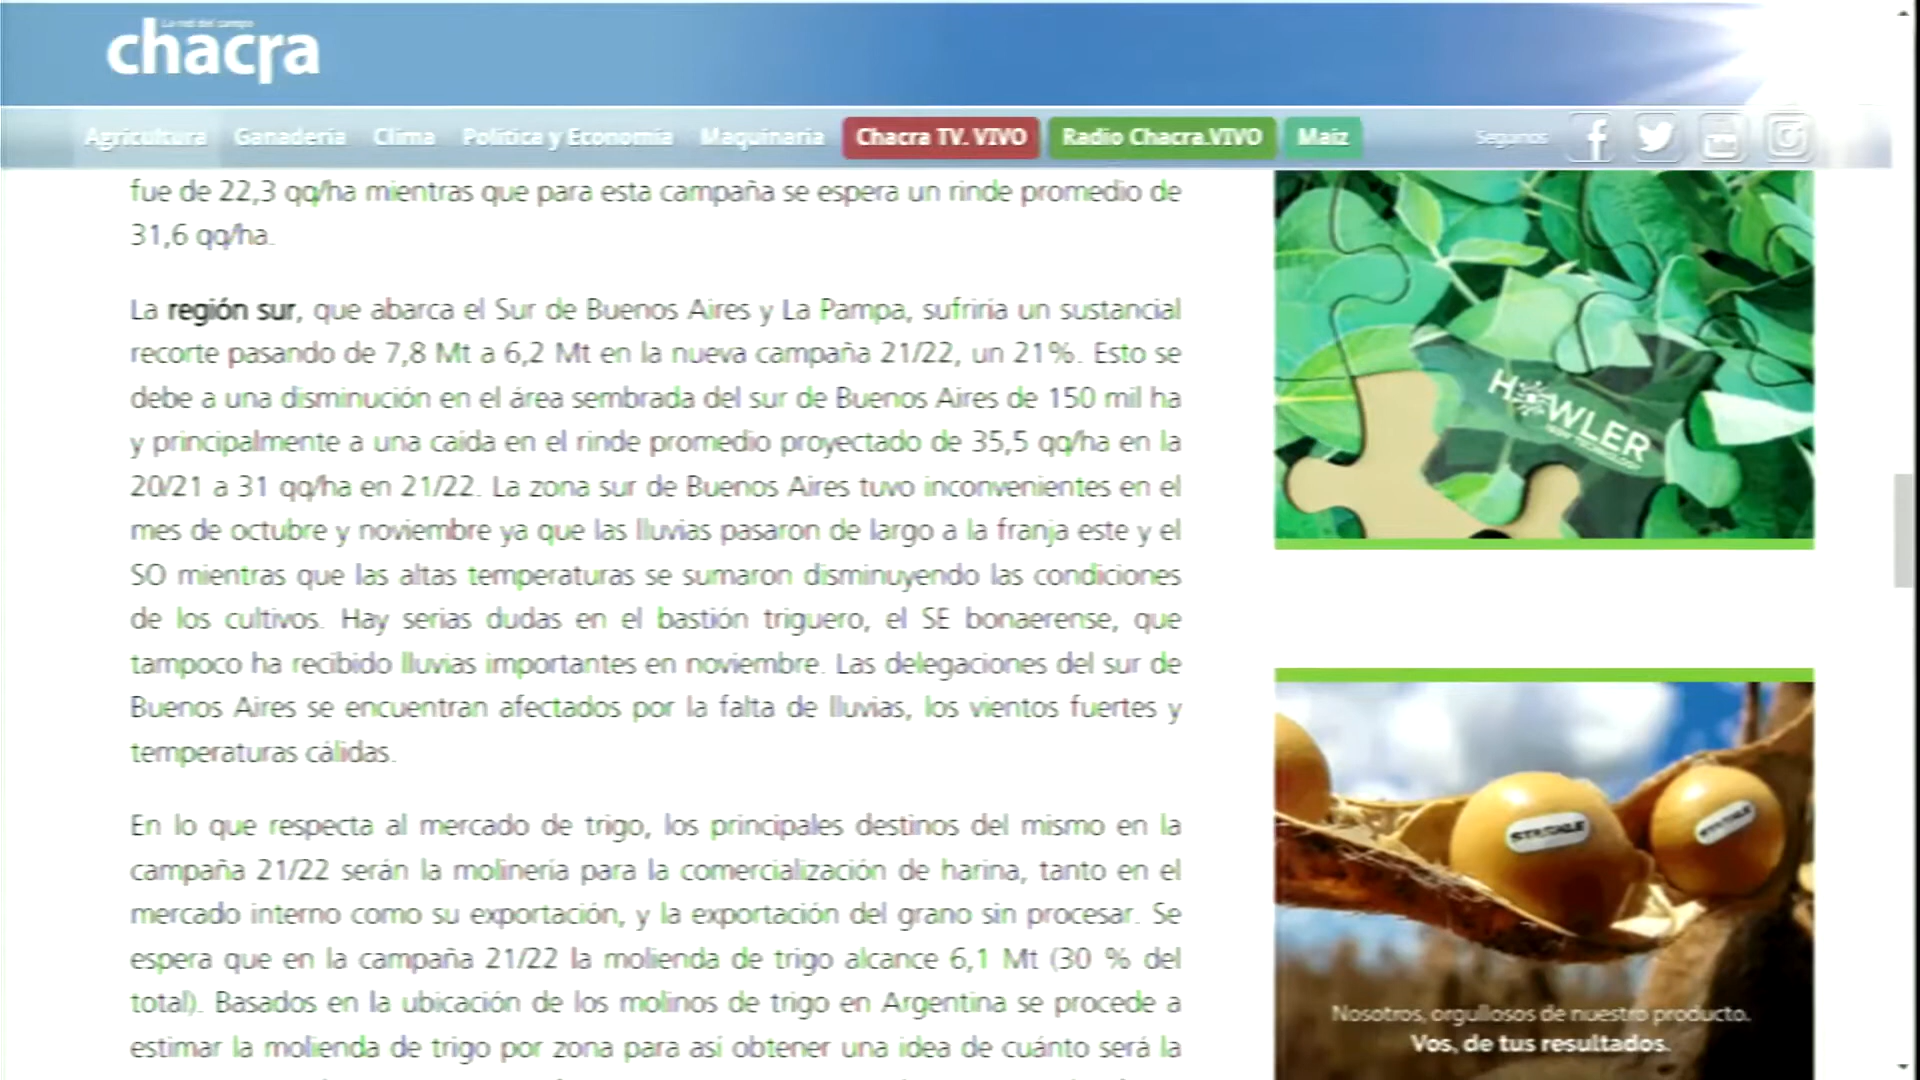 La red del campo
chacra
Agricultura Ganadería Clima Política y Economía Maquinaria Chacra TV. VIVO Radio Chacra.VIVO Maíz Seguinos
fue de 22,3 qq/ha mientras que para esta campaña se espera un rinde promedio de
31,6 qq/ha.
La región sur, que abarca el Sur de Buenos Aires y La Pampa, sufriría un sustancial
recorte pasando de 7,8 Mt a 6,2 Mt en la nueva campaña 21/22, un 21%. Esto se
debe a una disminución en el área sembrada del sur de Buenos Aires de 150 mil ha
y principalmente a una caída en el rinde promedio proyectado de 35,5 qq/ha en la
20/21 a 31 qq/ha en 21/22. La zona sur de Buenos Aires tuvo inconvenientes en el
mes de octubre y noviembre ya que las lluvias pasaron de largo a la franja este y el
SO mientras que las altas temperaturas se sumaron disminuyendo las condiciones
de los cultivos. Hay serias dudas en el bastión triguero, el SE bonaerense, que
tampoco ha recibido lluvias importantes en noviembre. Las delegaciones del sur de
Buenos Aires se encuentran afectados por la falta de lluvias, los vientos fuertes y
temperaturas cálidas.
En lo que respecta al mercado de trigo, los principales destinos del mismo en la
campaña 21/22 serán la molinería para la comercialización de harina, tanto en el
mercado interno como su exportación, y la exportación del grano sin procesar. Se
espera que en la campaña 21/22 la molienda de trigo alcance 6,1 Mt (30 % del
total). Basados en la ubicación de los molinos de trigo en Argentina se procede a
estimar la molienda de trigo por zona para así obtener una idea de cuánto será la
HOWLER
Nosotros, orgullosos de nuestro producto.
Vos, de tus resultados.